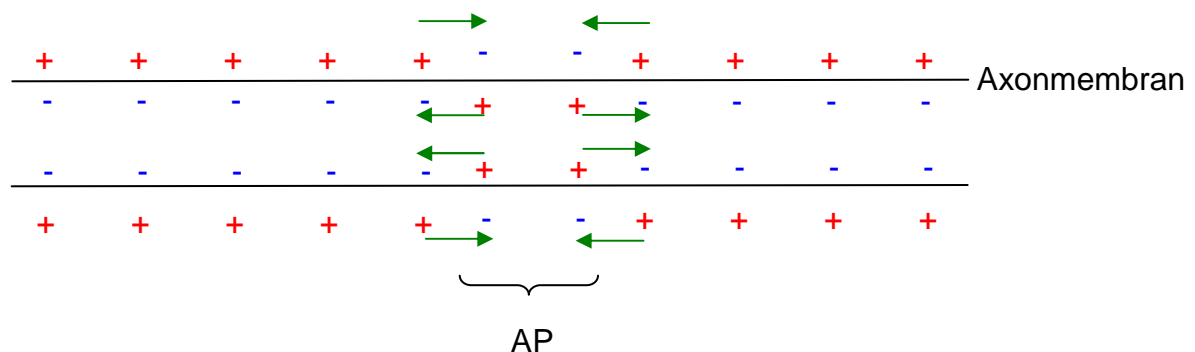 + + + + + - - + + + +
Axonmembran
- - - - - + + - - - -
- - - - - + + - - - -
+ + + + + - - + + + +
AP